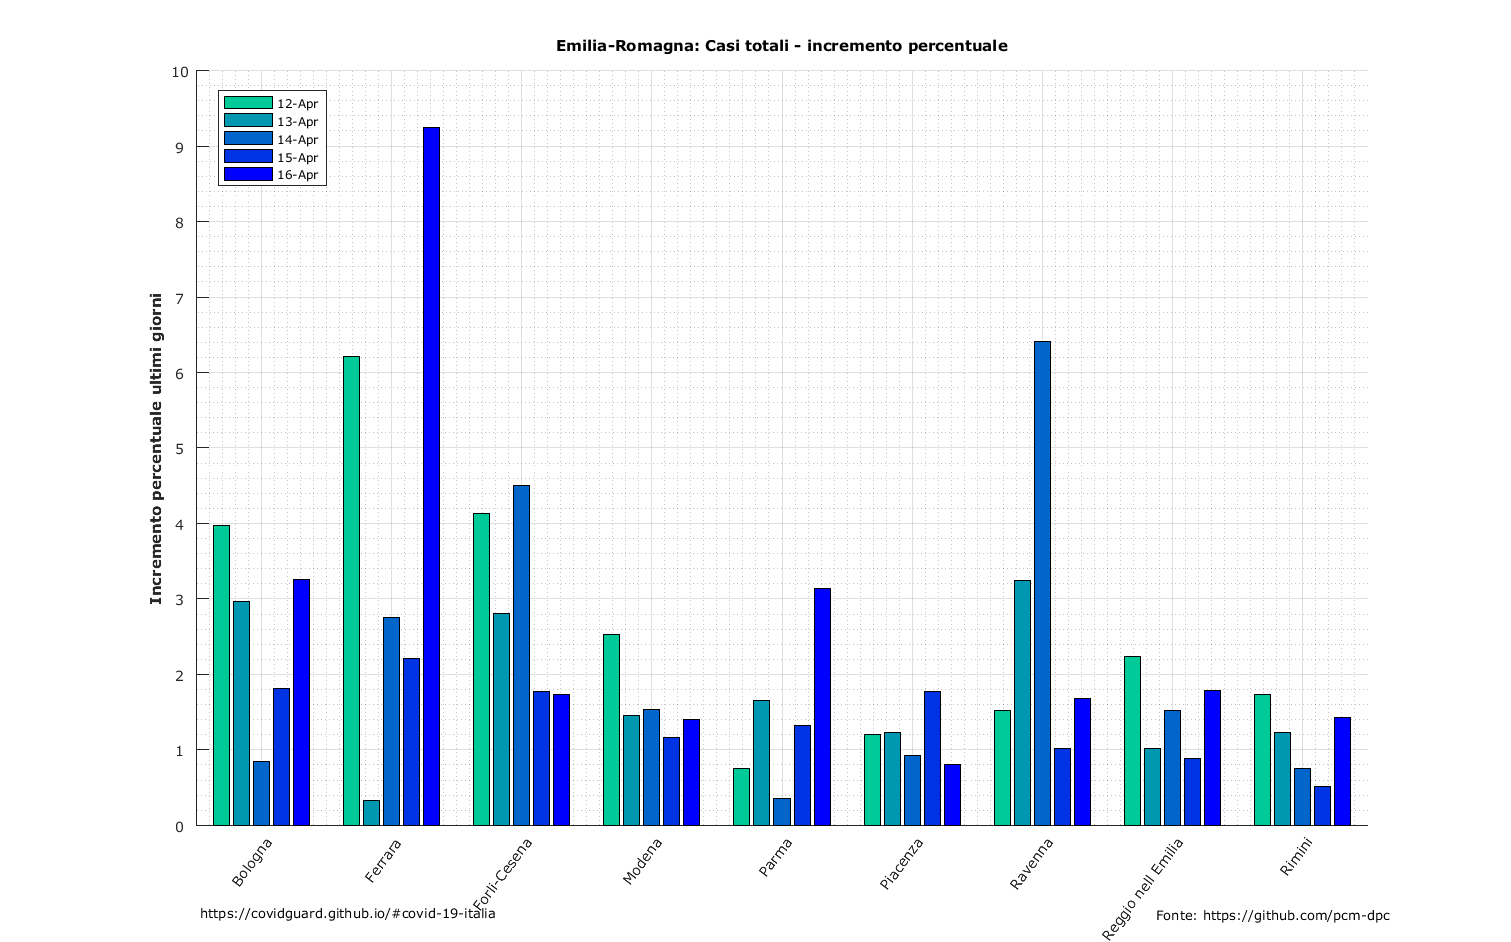 Emilia-Romagna: Casi totali - incremento percentuale
10
9
8
7
6
5
4
3
2
1
0
Incremento percentuale ultimi giorni
12-Apr
13-Apr
14-Apr
15-Apr
16-Apr
Bologna
Ferrara
Forlì-Cesena
Modena
Parma
Piacenza
Ravenna
Reggio nell Emilia
Rimini
https://covidguard.github.io/#covid-19-italia
Fonte: https://github.com/pcm-dpc